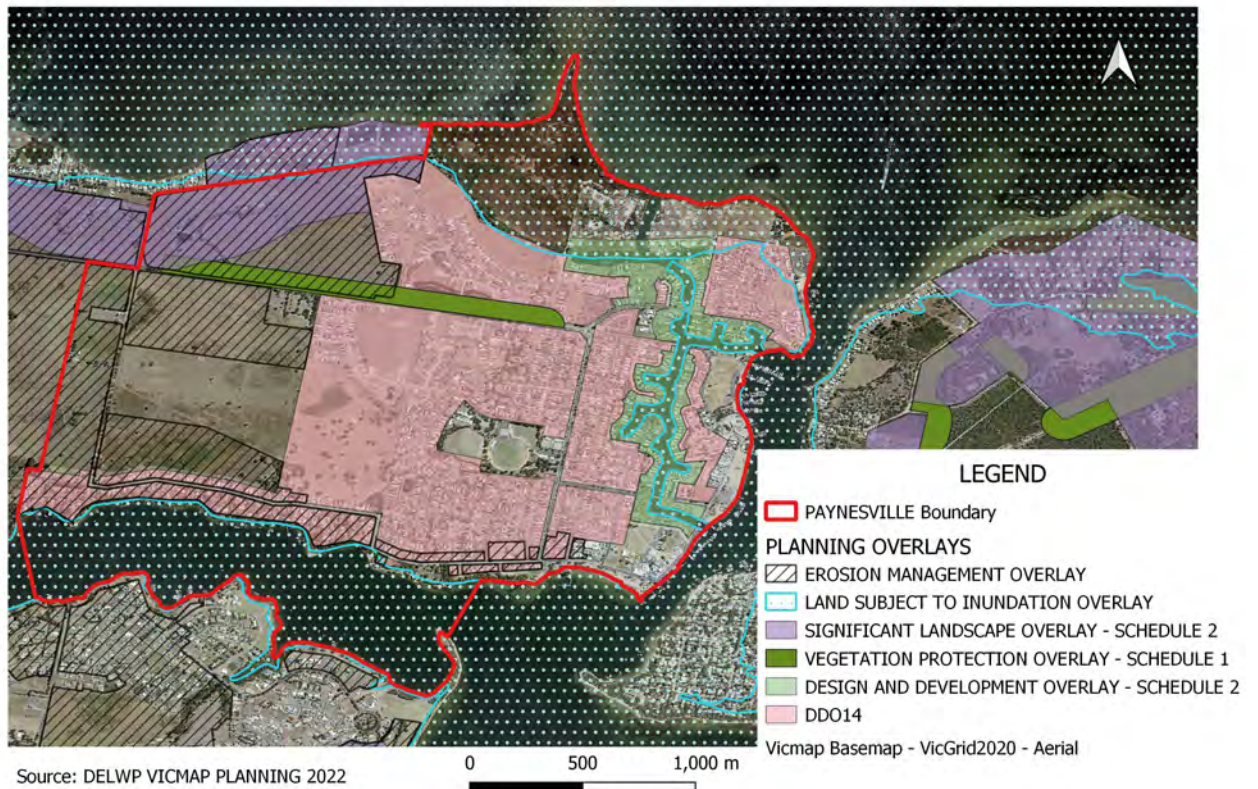 LEGEND
PAYNESVILLE Boundary
PLANNING OVERLAYS
EROSION MANAGEMENT OVERLAY
LAND SUBJECT TO INUNDATION OVERLAY
SIGNIFICANT LANDSCAPE OVERLAY - SCHEDULE 2
VEGETATION PROTECTION OVERLAY - SCHEDULE 1
DESIGN AND DEVELOPMENT OVERLAY - SCHEDULE 2
DDO14
Vicmap Basemap - VicGrid2020 - Aerial
Source: DELWP VICMAP PLANNING 2022
0 500 1,000 m